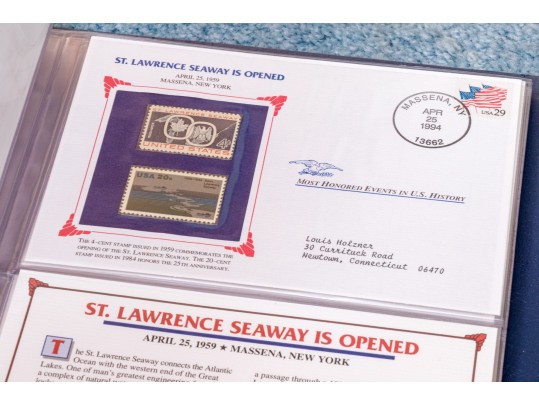 ST. LAWRENCE SEAWAY IS OPENED
APRIL 25, 1959
MASSENA, NEW YORK
UNITED STATES
4¢
USA 20c
THE 4-CENT STAMP ISSUED IN 1959 COMMEMORATES THE
OPENING OF THE ST. LAWRENCE SEAWAY. THE 20-CENT
STAMP ISSUED IN 1984 HONORS THE 25TH ANNIVERSARY.
MASSENA, NY
APR
25
1994
13662
USA 29
MOST HONORED EVENTS IN U.S. HISTORY
Louis Holzner
30 Currituck Road
Newtown, Connecticut 06470
ST. LAWRENCE SEAWAY IS OPENED
APRIL 25, 1959 ★ MASSENA, NEW YORK
The St. Lawrence Seaway connects the Atlantic
Ocean with the western end of the Great
Lakes. One of man's greatest engineering
a complex of natural
a passage through a